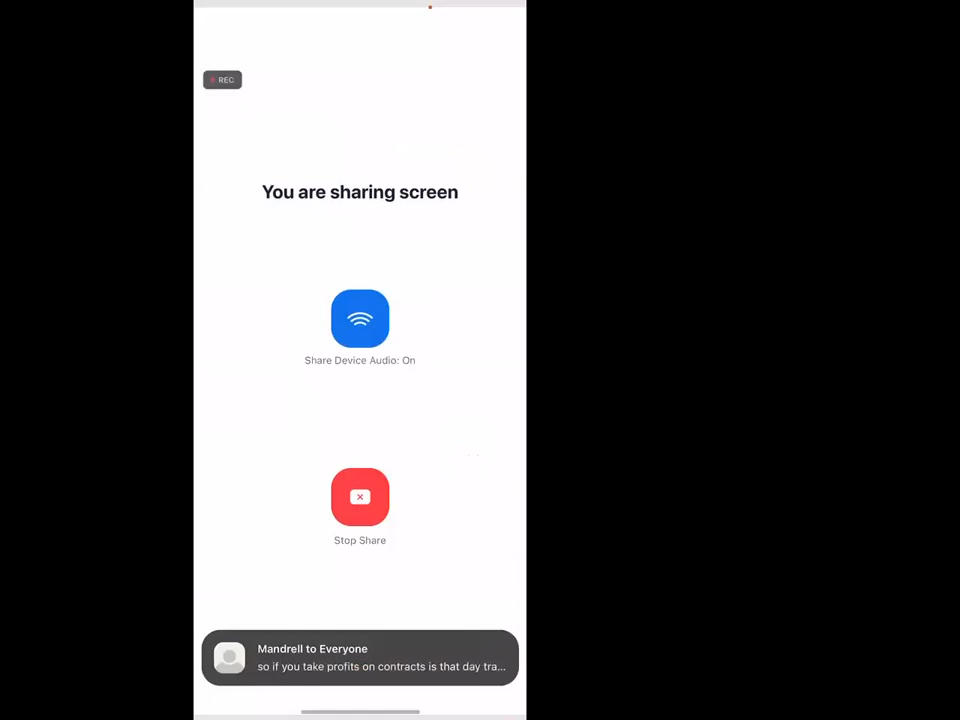 REC
You are sharing screen
Share Device Audio: On
Stop Share
Mandrell to Everyone
so if you take profits on contracts is that day tra...